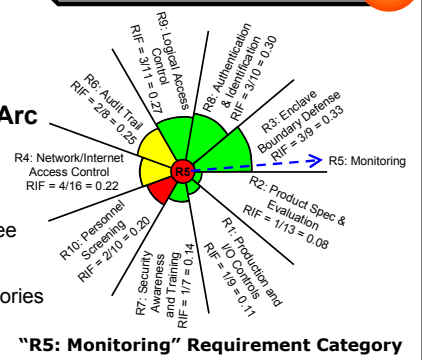 R9: Logical Access
Control
RIF = 3/11 = 0.27
R8: Authentication
& Identification
RIF = 3/10 = 0.30
R6: Audit Trail
RIF = 2/8 = 0.25
R3: Enclave
Boundary Defense
RIF = 3/9 = 0.33
Arc
R4: Network/Internet
Access Control
RIF = 4/16 = 0.22
R5
R5: Monitoring
R2: Product Spec &
Evaluation
RIF = 1/13 = 0.08
ee
R10: Personnel
Screening
RIF = 2/10 = 0.20
R1: Production and
I/O Controls
RIF = 1/9 = 0.11
R7: Security
Awareness
and Training
RIF = 1/7 = 0.14
ories
"R5: Monitoring" Requirement Category